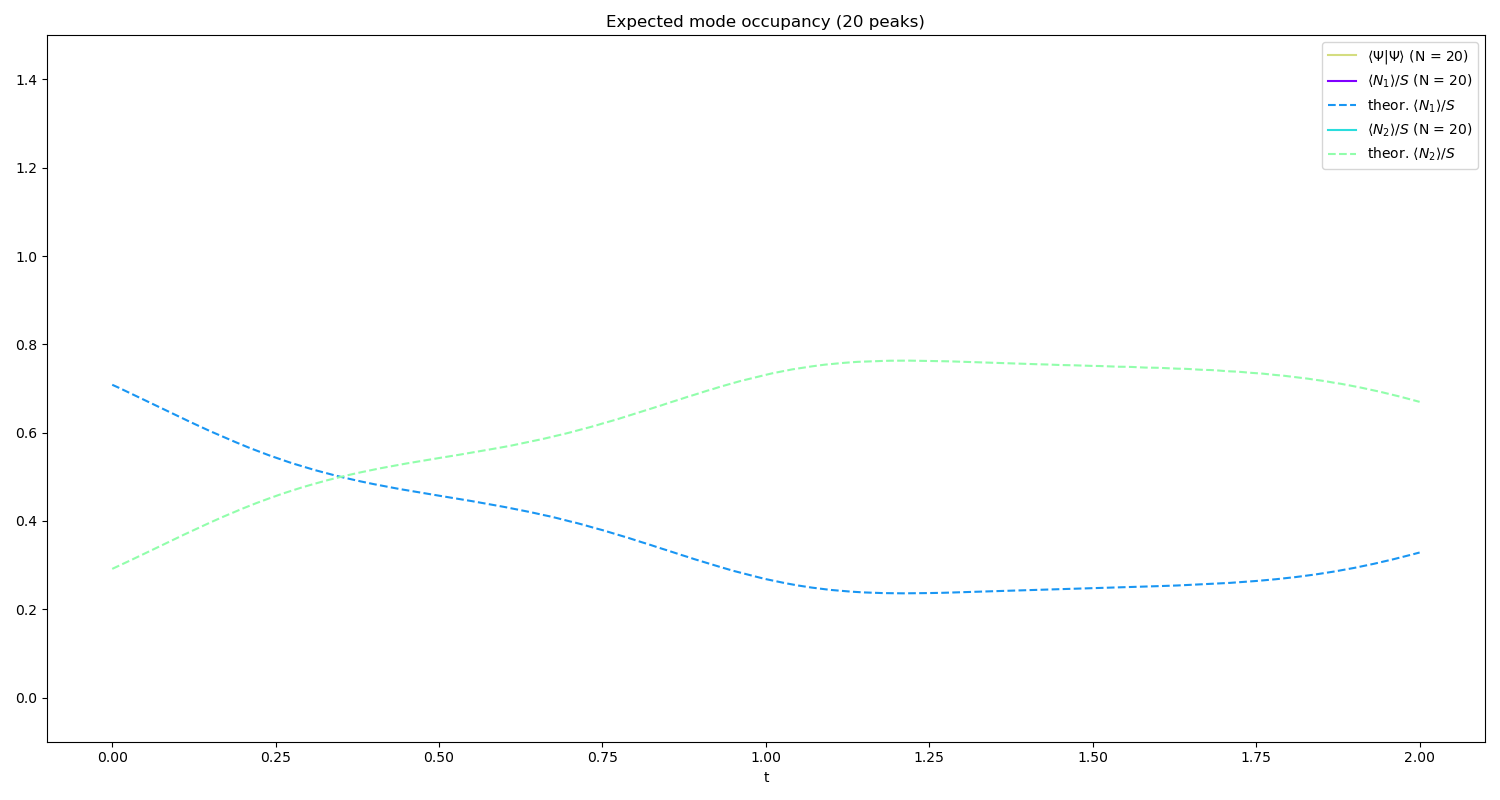 Expected mode occupancy (20 peaks)
⟨Ψ|Ψ⟩ (N = 20)
⟨N₁⟩/S (N = 20)
theor. ⟨N₁⟩/S
⟨N₂⟩/S (N = 20)
theor. ⟨N₂⟩/S
1.4
1.2
1.0
0.8
0.6
0.4
0.2
0.0
0.00 0.25 0.50 0.75 1.00 1.25 1.50 1.75 2.00
t